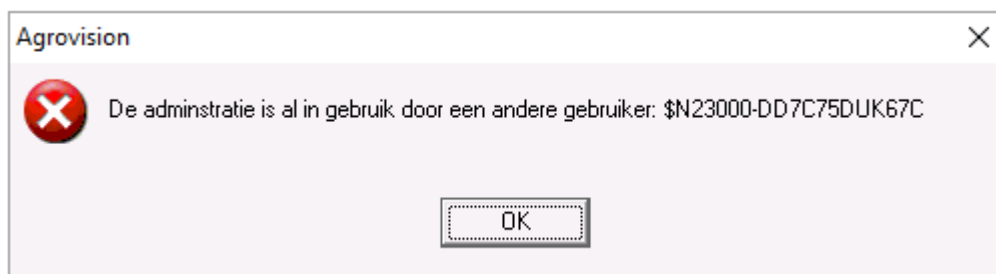 Agrovision
De adminstratie is al in gebruik door een andere gebruiker: $N23000-DD7C75DUK67C
OK